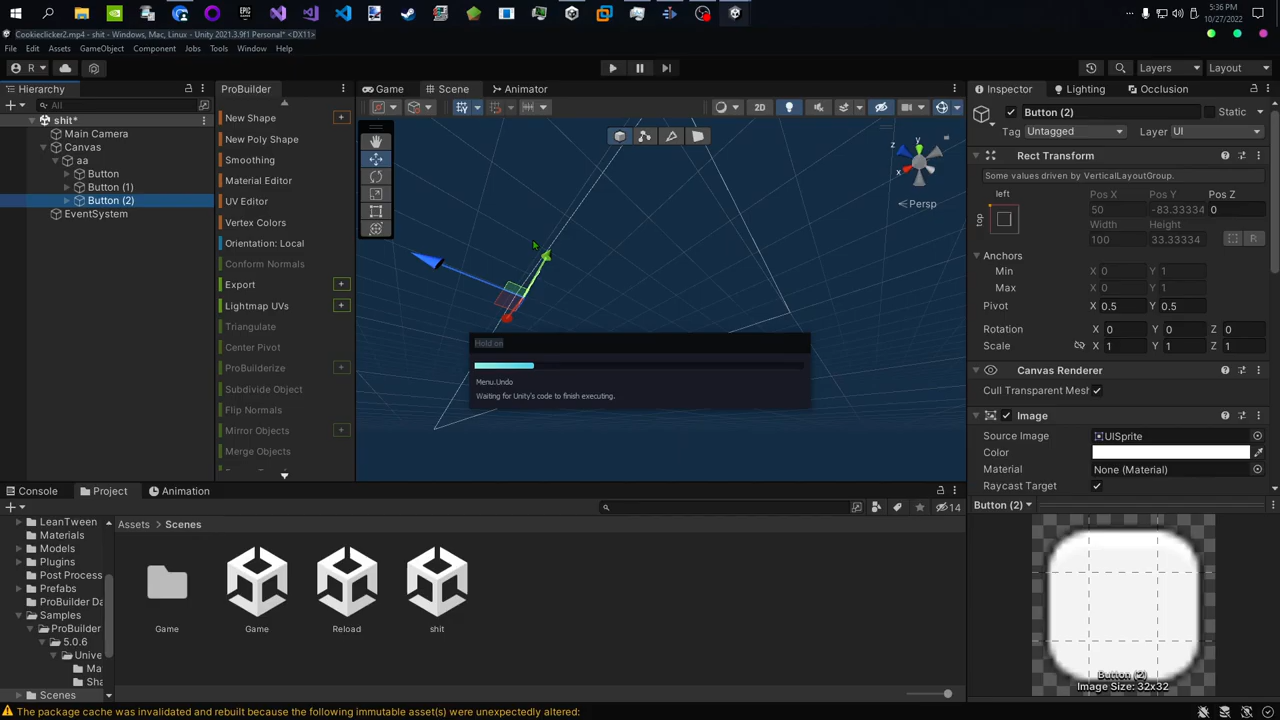 5:36 PM
10/27/2022
Cookieclicker2.mp4 - shit - Windows, Mac, Linux - Unity 2021.3.9f1 Personal* <DX11>
File Edit Assets GameObject Component Jobs Tools Window Help
R
Layers Layout
Hierarchy
All
shit*
Main Camera
Canvas
aa
Button
Button (1)
Button (2)
EventSystem
ProBuilder
New Shape
New Poly Shape
Smoothing
Material Editor
UV Editor
Vertex Colors
Orientation: Local
Conform Normals
Export
Lightmap UVs
Triangulate
Center Pivot
ProBuilderize
Subdivide Object
Flip Normals
Mirror Objects
Merge Objects
Game Scene Animator
2D
y
z
x
Persp
Hold on
Menu.Undo
Waiting for Unity's code to finish executing.
Inspector Lighting Occlusion
Button (2) Static
Tag Untagged Layer UI
Rect Transform
Some values driven by VerticalLayoutGroup.
left Pos X Pos Y Pos Z
top 50 -83.33334 0
Width Height
100 33.33334 R
Anchors
Min X 0 Y 1
Max X 0 Y 1
Pivot X 0.5 Y 0.5
Rotation X 0 Y 0 Z 0
Scale X 1 Y 1 Z 1
Canvas Renderer
Cull Transparent Mesh
Image
Source Image UISprite
Color
Material None (Material)
Raycast Target
Button (2)
Button (2)
Image Size: 32x32
Console Project Animation
14
LeanTween
Materials
Models
Plugins
Post Process
Prefabs
ProBuilder Da
Samples
ProBuilder
5.0.6
Unive
Ma
Sha
Scenes
Assets > Scenes
Game Game Reload shit
The package cache was invalidated and rebuilt because the following immutable asset(s) were unexpectedly altered: